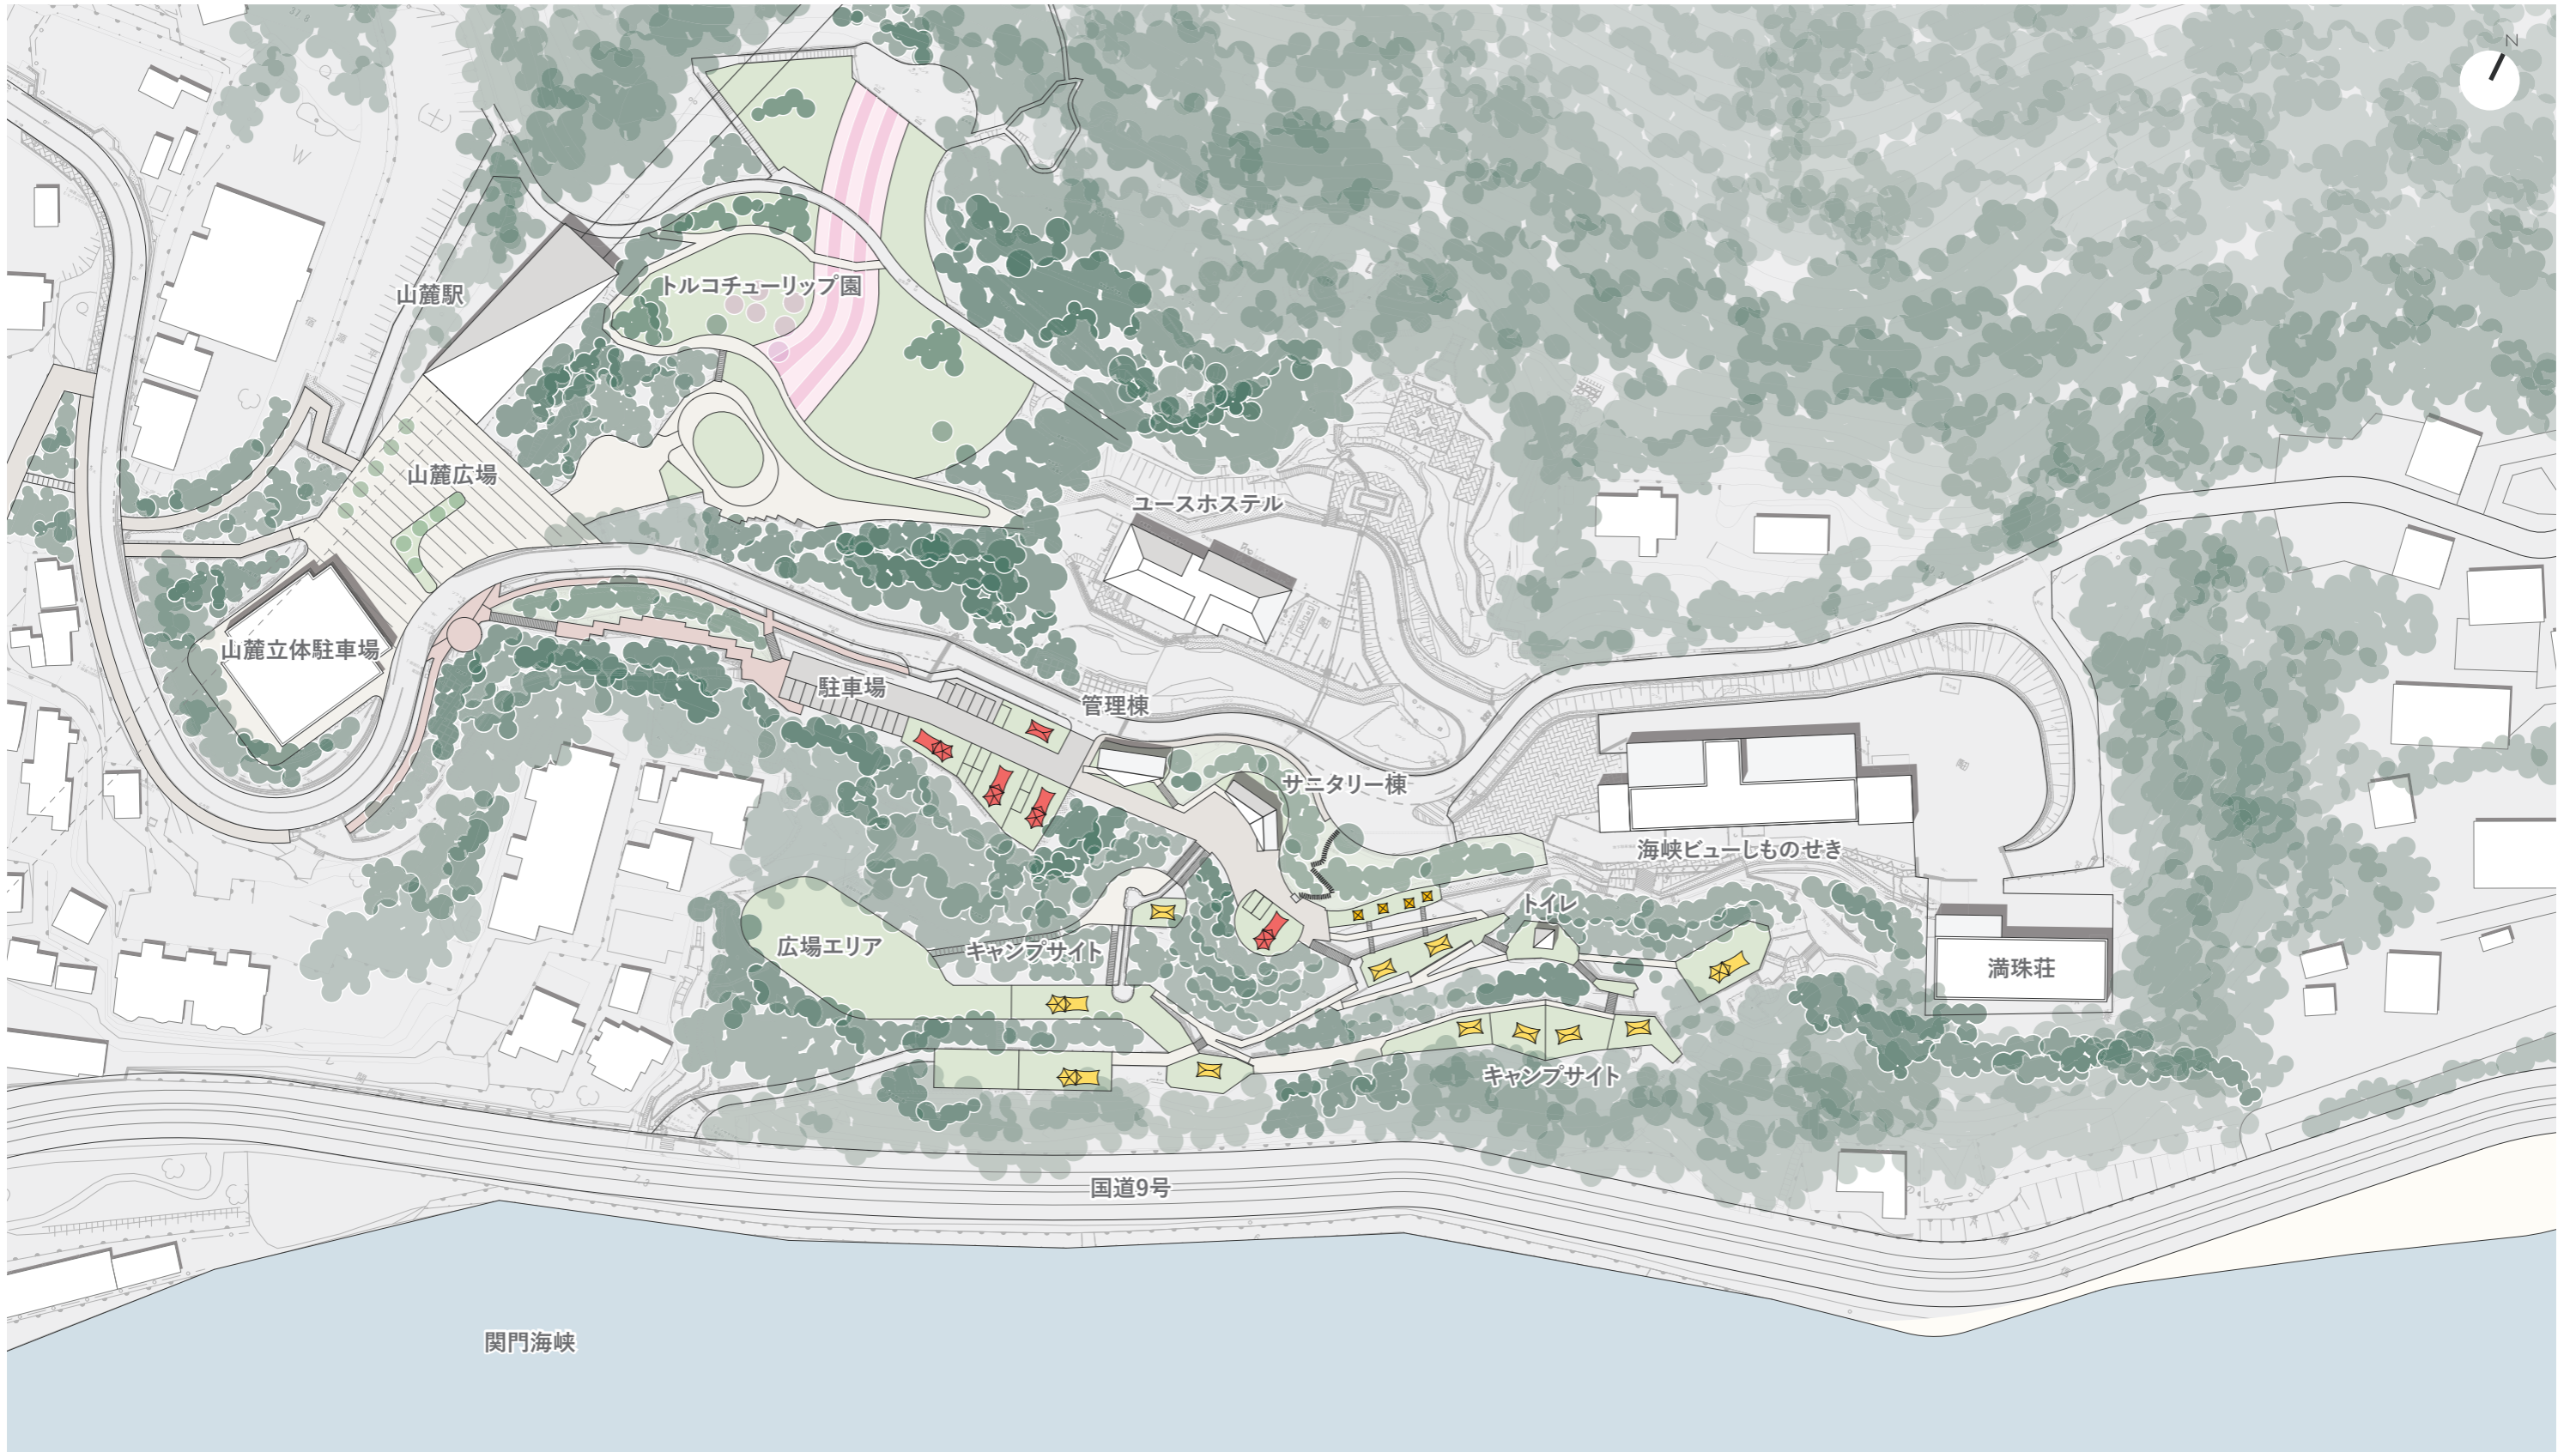 N
山麓駅
トルコチューリップ園
山麓広場
ユースホステル
山麓立体駐車場
駐車場
管理棟
サニタリー棟
海峡ビューしものせき
トイレ
広場エリア
キャンプサイト
満珠荘
キャンプサイト
国道9号
関門海峡